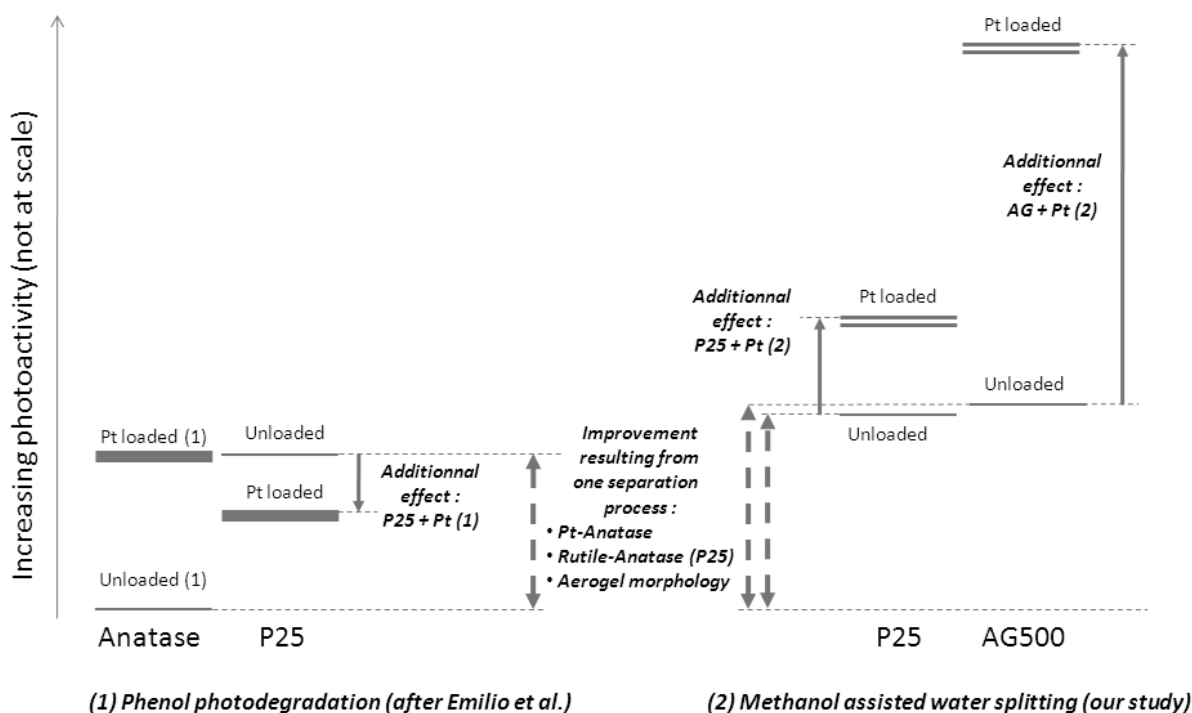 Increasing photoactivity (not at scale)
Pt loaded
Additionnal
effect :
AG + Pt (2)
Pt loaded
Additionnal
effect :
P25 + Pt (2)
Unloaded
Unloaded
Pt loaded (1)
Unloaded
Pt loaded
Additionnal
effect :
P25 + Pt (1)
Improvement
resulting from
one separation
process :
• Pt-Anatase
• Rutile-Anatase (P25)
• Aerogel morphology
Unloaded (1)
Anatase
P25
P25
AG500
(1) Phenol photodegradation (after Emilio et al.)
(2) Methanol assisted water splitting (our study)